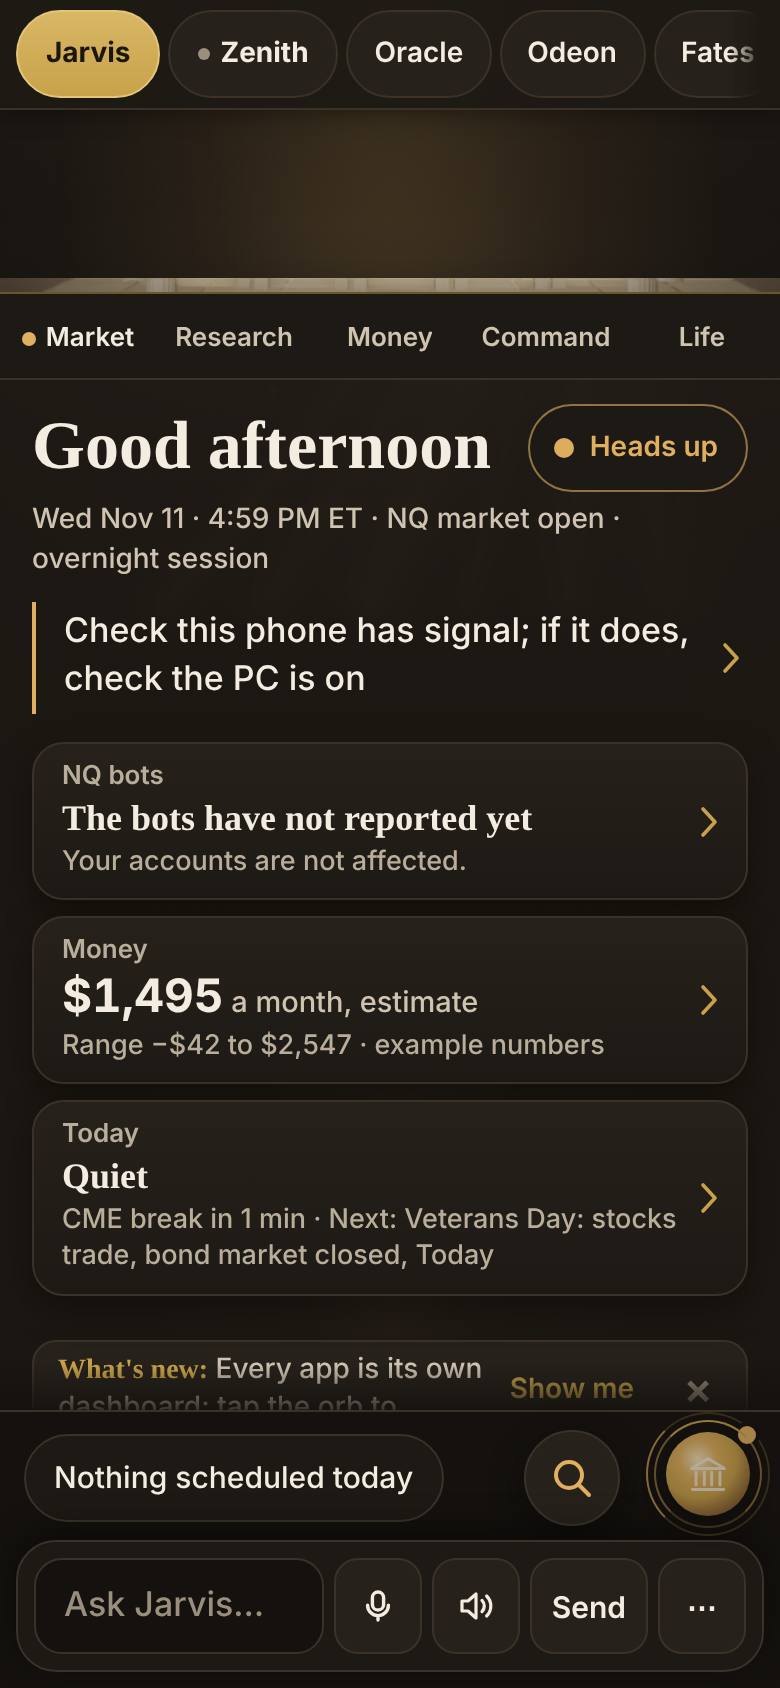 Jarvis
Zenith
Oracle
Odeon
Fates
Market
Research
Money
Command
Life
Good afternoon
Heads up
Wed Nov 11 · 4:59 PM ET · NQ market open ·
overnight session
Check this phone has signal; if it does,
check the PC is on
NQ bots
The bots have not reported yet
Your accounts are not affected.
Money
$1,495 a month, estimate
Range −$42 to $2,547 · example numbers
Today
Quiet
CME break in 1 min · Next: Veterans Day: stocks
trade, bond market closed, Today
What's new: Every app is its own
dashboard: tap the orb to
Show me
Nothing scheduled today
Ask Jarvis...
Send